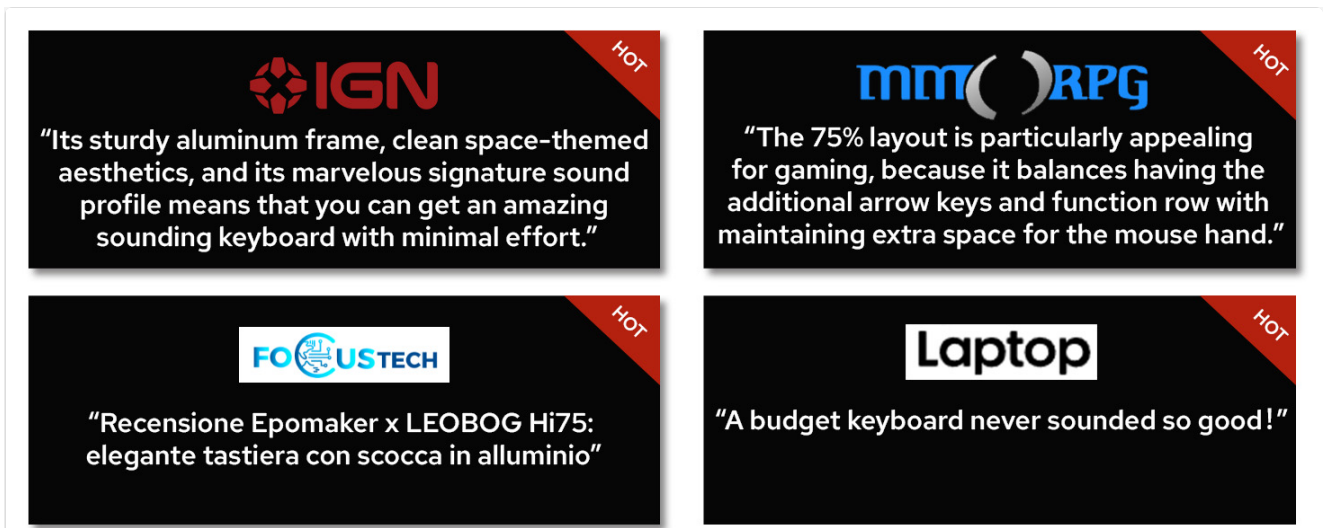 HOT
IGN
“Its sturdy aluminum frame, clean space-themed
aesthetics, and its marvelous signature sound
profile means that you can get an amazing
sounding keyboard with minimal effort.”
HOT
mm( )RPG
“The 75% layout is particularly appealing
for gaming, because it balances having the
additional arrow keys and function row with
maintaining extra space for the mouse hand.”
HOT
FOCUSTECH
“Recensione Epomaker x LEOBOG Hi75:
elegante tastiera con scocca in alluminio”
HOT
Laptop
“A budget keyboard never sounded so good!”